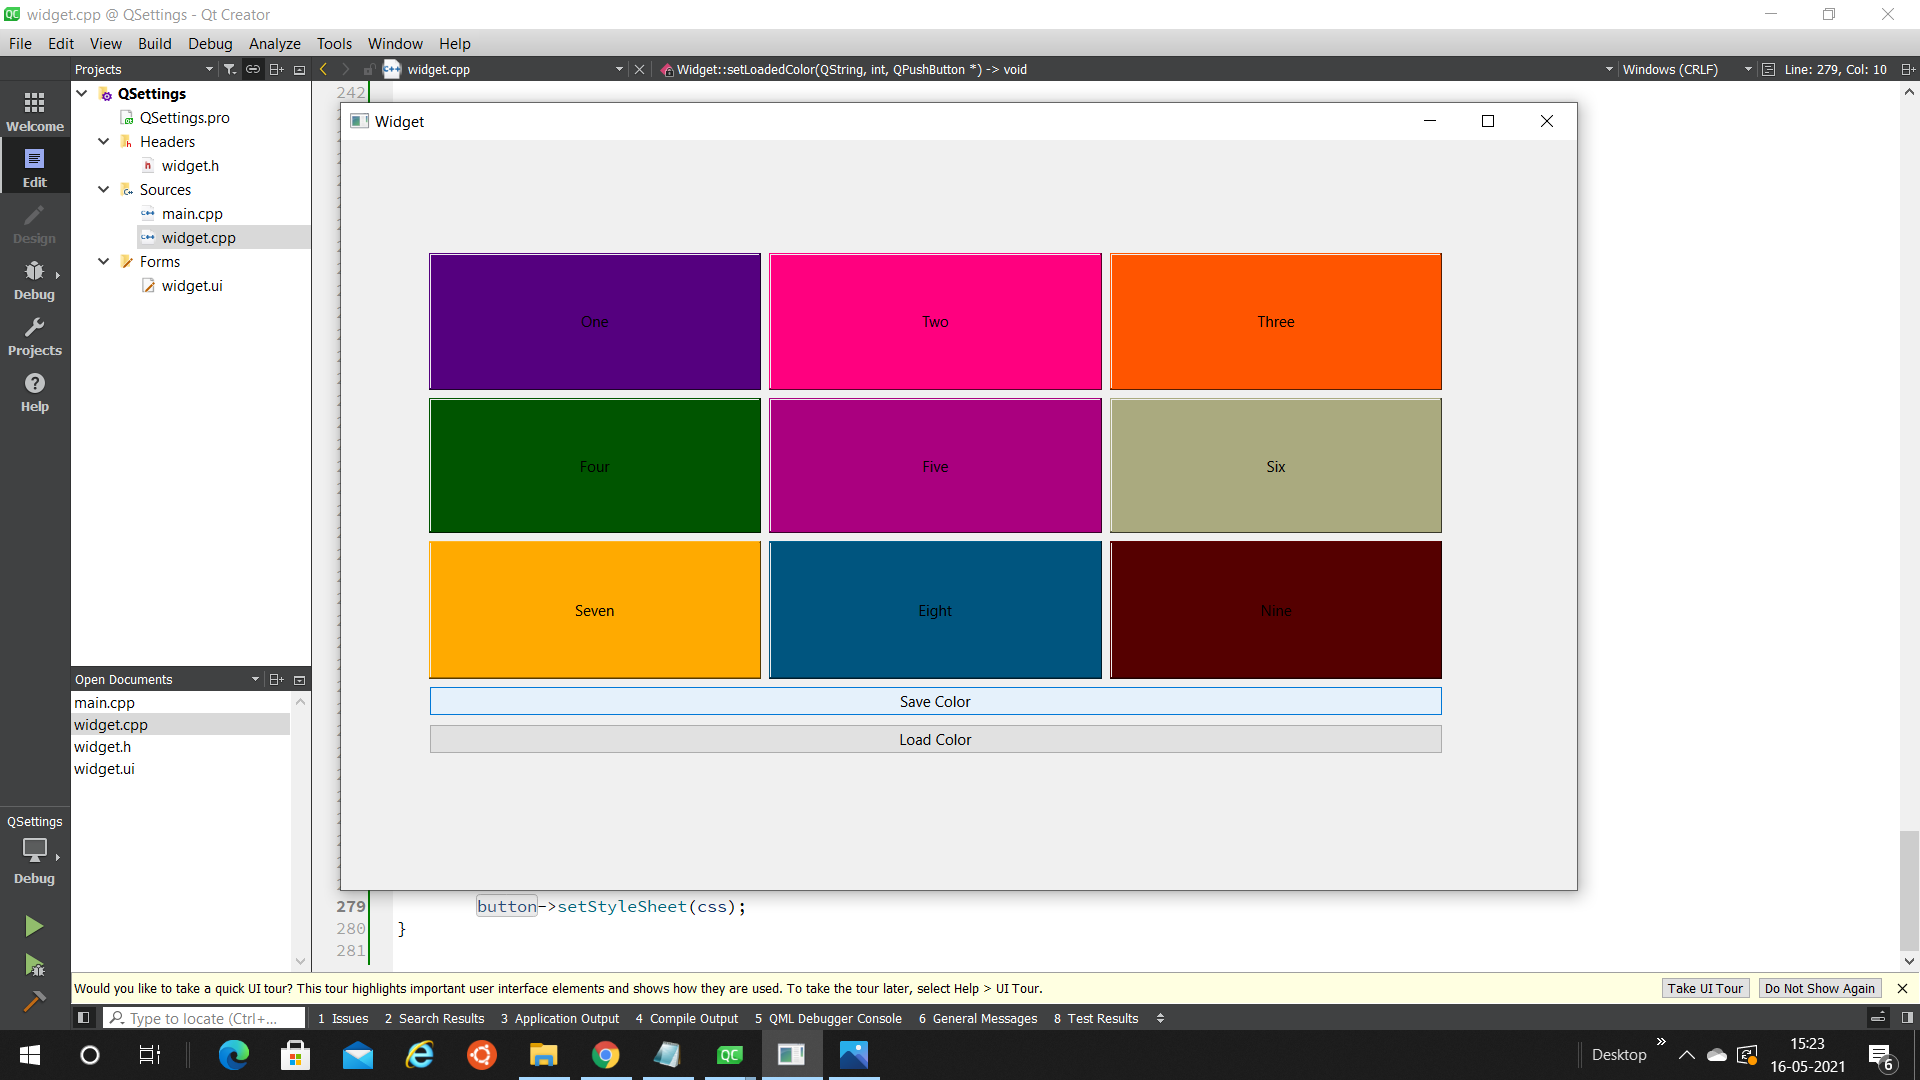 widget.cpp @ QSettings - Qt Creator
File Edit View Build Debug Analyze Tools Window Help
Projects widget.cpp Widget::setLoadedColor(QString, int, QPushButton *) -> void Windows (CRLF) Line: 279, Col: 10
Welcome
Edit
Design
Debug
Projects
Help
QSettings
QSettings.pro
Headers
widget.h
Sources
main.cpp
widget.cpp
Forms
widget.ui
242
Widget
One Two Three
Four Five Six
Seven Eight Nine
Save Color
Load Color
Open Documents
main.cpp
widget.cpp
widget.h
widget.ui
QSettings
Debug
279 button->setStyleSheet(css);
280 }
281
Would you like to take a quick UI tour? This tour highlights important user interface elements and shows how they are used. To take the tour later, select Help > UI Tour. Take UI Tour Do Not Show Again
Type to locate (Ctrl+... 1 Issues 2 Search Results 3 Application Output 4 Compile Output 5 QML Debugger Console 6 General Messages 8 Test Results
Desktop
15:23
16-05-2021
6